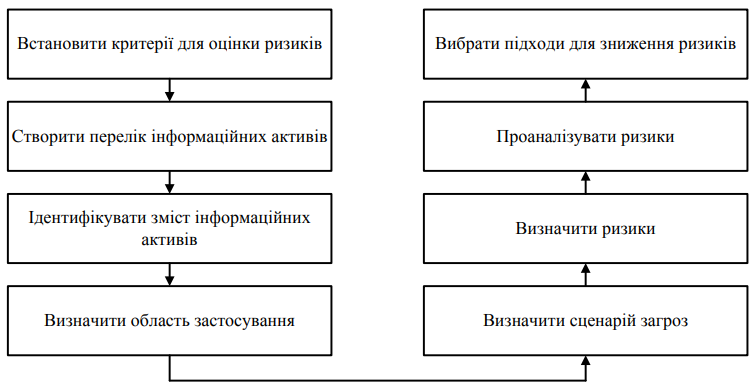 Встановити критерії для оцінки ризиків
Створити перелік інформаційних активів
Ідентифікувати зміст інформаційних
активів
Визначити область застосування
Визначити сценарій загроз
Визначити ризики
Проаналізувати ризики
Вибрати підходи для зниження ризиків